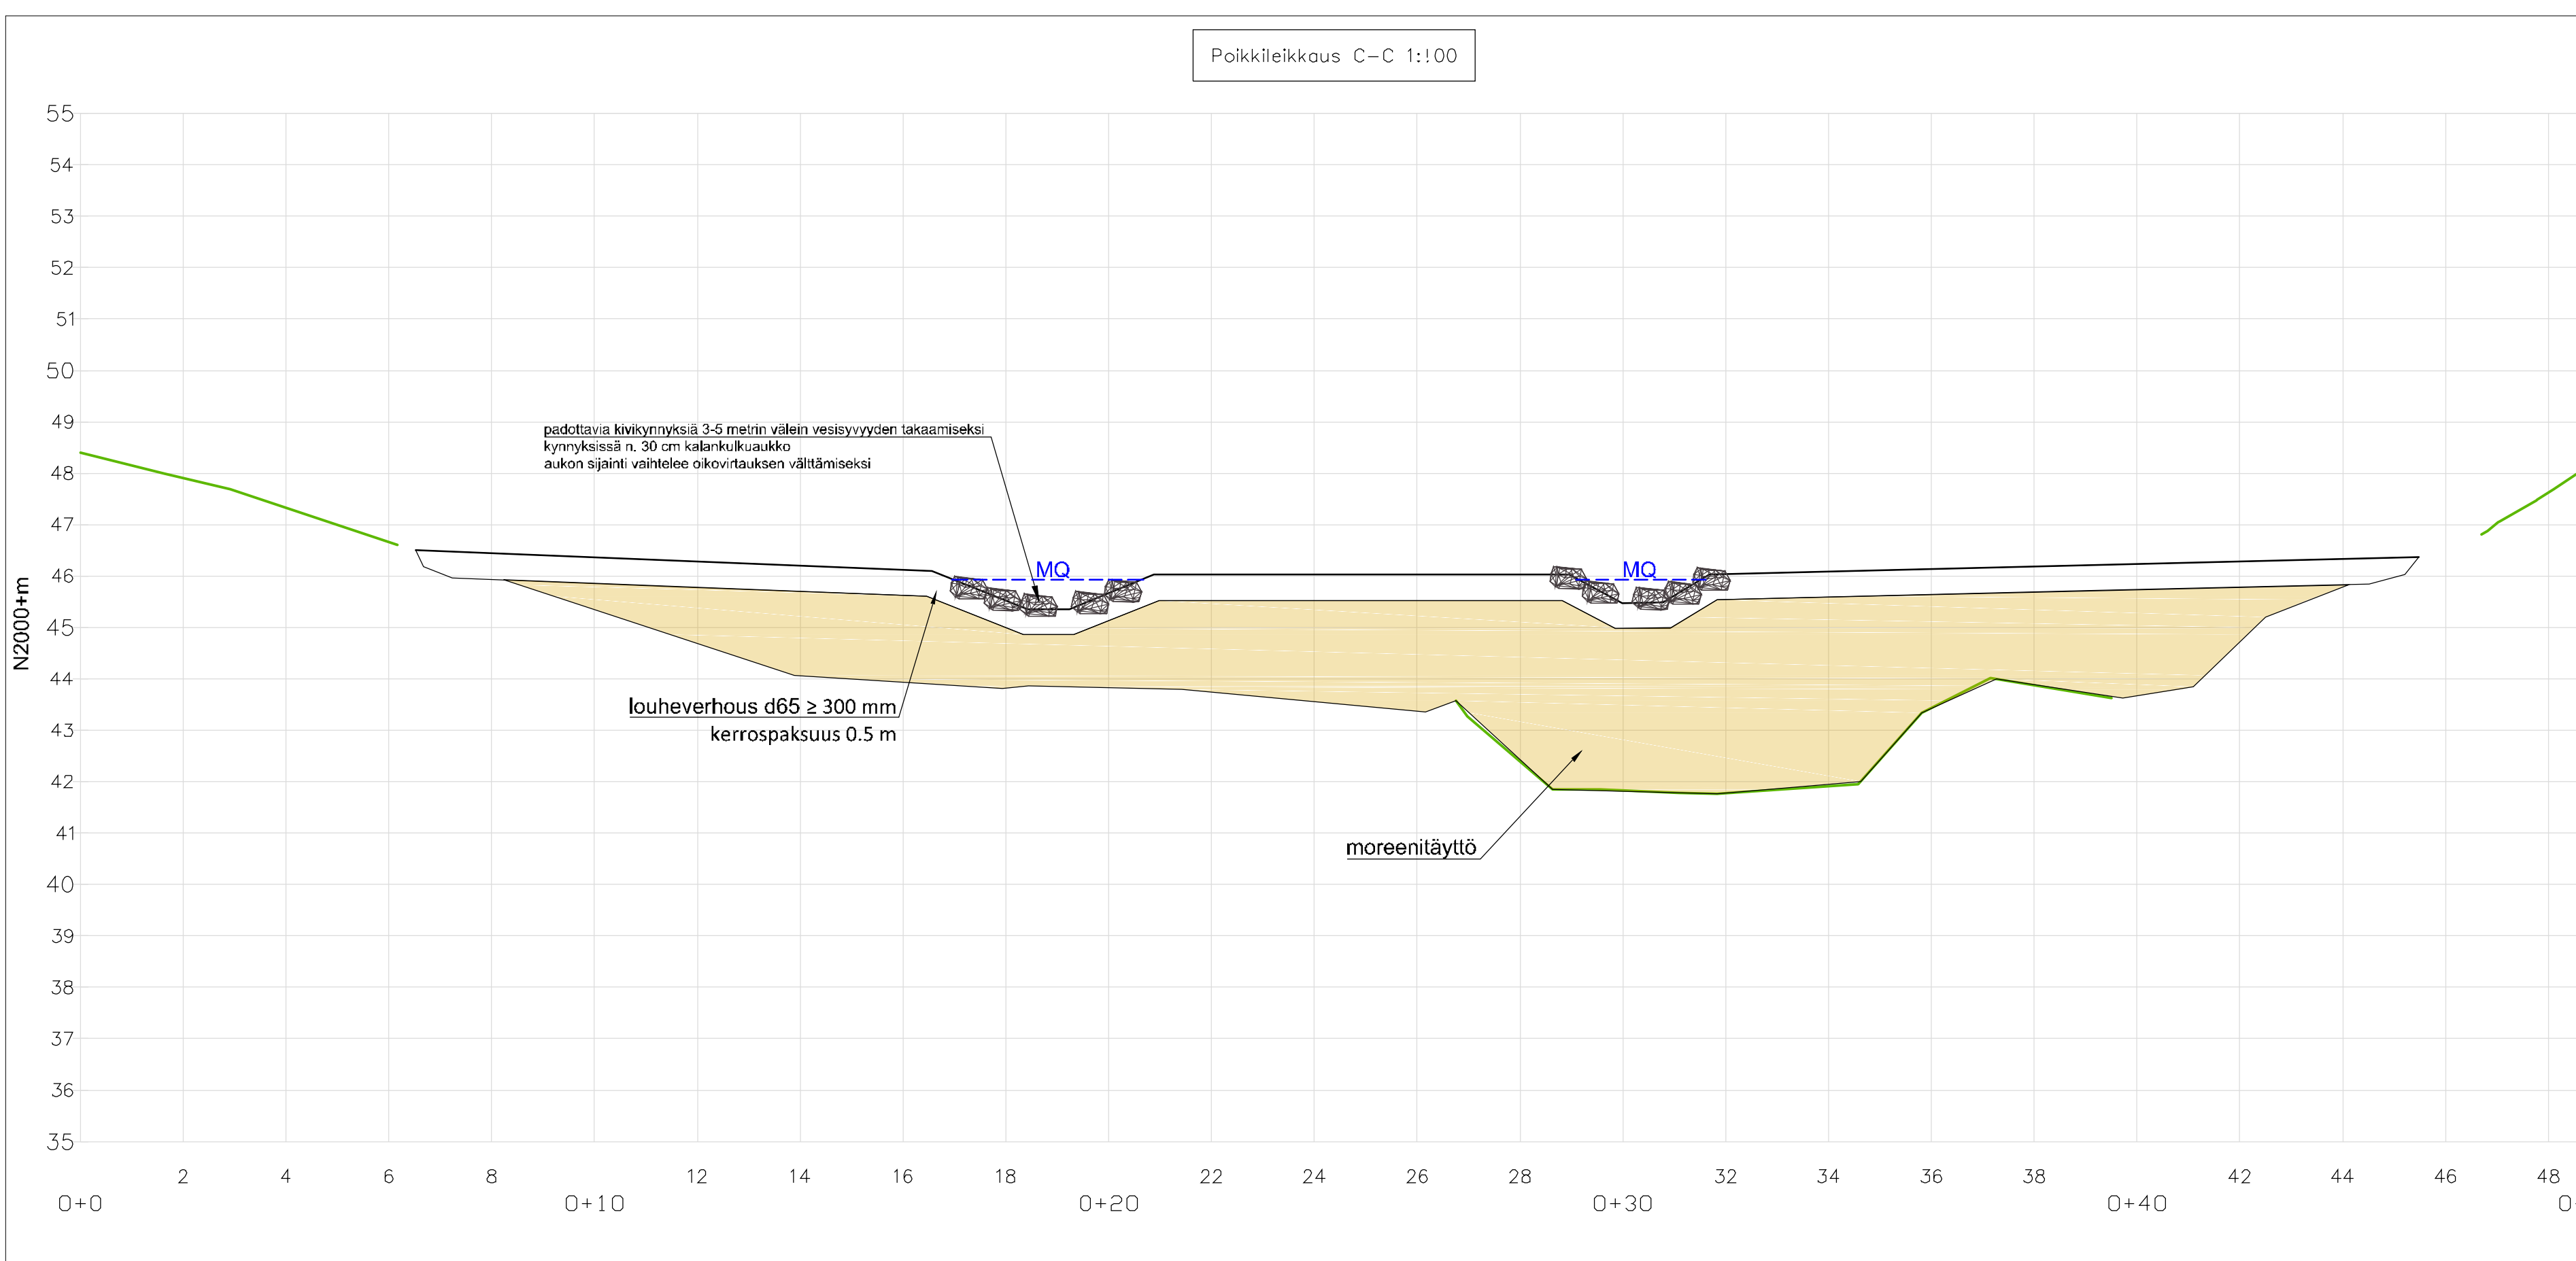 Poikkileikkaus C-C 1:100
55
54
53
52
51
50
49
48
47
46
45
44
43
42
41
40
39
38
37
36
35
N2000+m
padottavia kivikynnyksiä 3-5 metrin välein vesisyvyyden takaamiseksi
kynnyksissä n. 30 cm kalankulkuaukko
aukon sijainti vaihtelee oikovirtauksen välttämiseksi
MQ
MQ
louheverhous d65 ≥ 300 mm
kerrospaksuus 0.5 m
moreenitäyttö
2 4 6 8 12 14 16 18 22 24 26 28 32 34 36 38 42 44 46 48
0+0 0+10 0+20 0+30 0+40